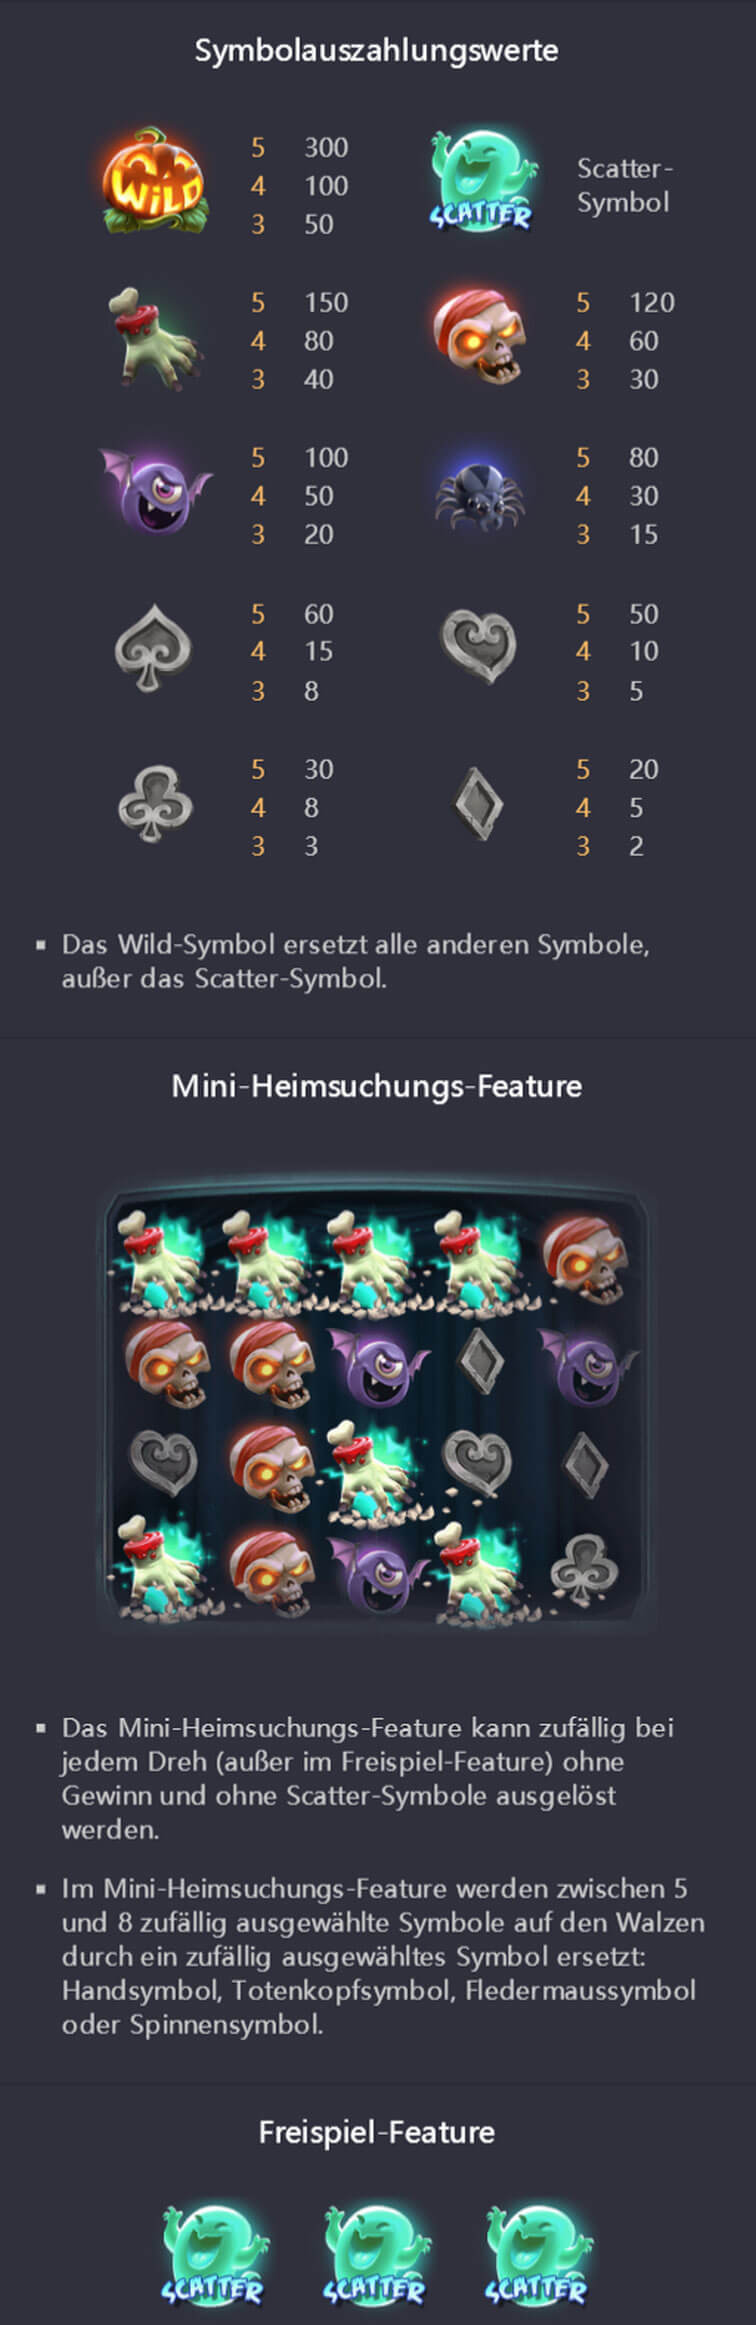 Symbolauszahlungswerte
WILD
5 300
4 100
3 50
SCATTER
Scatter-
Symbol
5 150
4 80
3 40
5 120
4 60
3 30
5 100
4 50
3 20
5 80
4 30
3 15
5 60
4 15
3 8
5 50
4 10
3 5
5 30
4 8
3 3
5 20
4 5
3 2
▪ Das Wild-Symbol ersetzt alle anderen Symbole,
außer das Scatter-Symbol.
Mini-Heimsuchungs-Feature
▪ Das Mini-Heimsuchungs-Feature kann zufällig bei
jedem Dreh (außer im Freispiel-Feature) ohne
Gewinn und ohne Scatter-Symbole ausgelöst
werden.
▪ Im Mini-Heimsuchungs-Feature werden zwischen 5
und 8 zufällig ausgewählte Symbole auf den Walzen
durch ein zufällig ausgewähltes Symbol ersetzt:
Handsymbol, Totenkopfsymbol, Fledermaussymbol
oder Spinnensymbol.
Freispiel-Feature
SCATTER SCATTER SCATTER